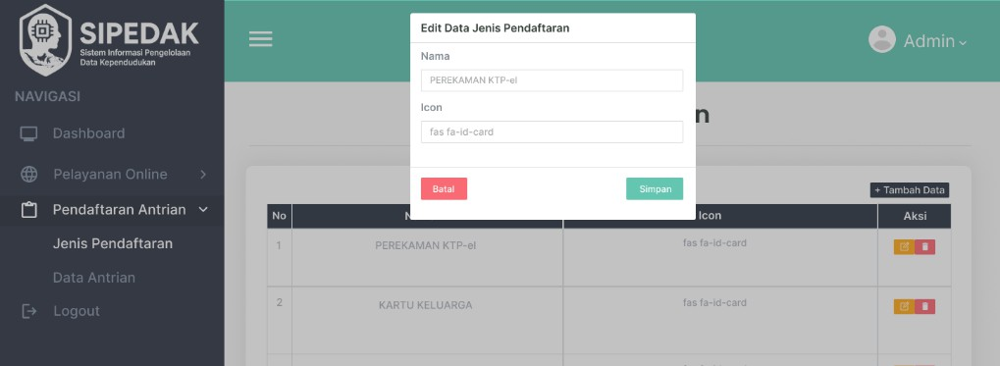 SIPEDAK
Sistem Informasi Pengelolaan
Data Kependudukan
NAVIGASI
Dashboard
Pelayanan Online
Pendaftaran Antrian
Jenis Pendaftaran
Data Antrian
Logout
Admin
Edit Data Jenis Pendaftaran
Nama
PEREKAMAN KTP-el
Icon
fas fa-id-card
Batal
Simpan
+ Tambah Data
No
Icon
Aksi
1
PEREKAMAN KTP-el
fas fa-id-card
2
KARTU KELUARGA
fas fa-id-card